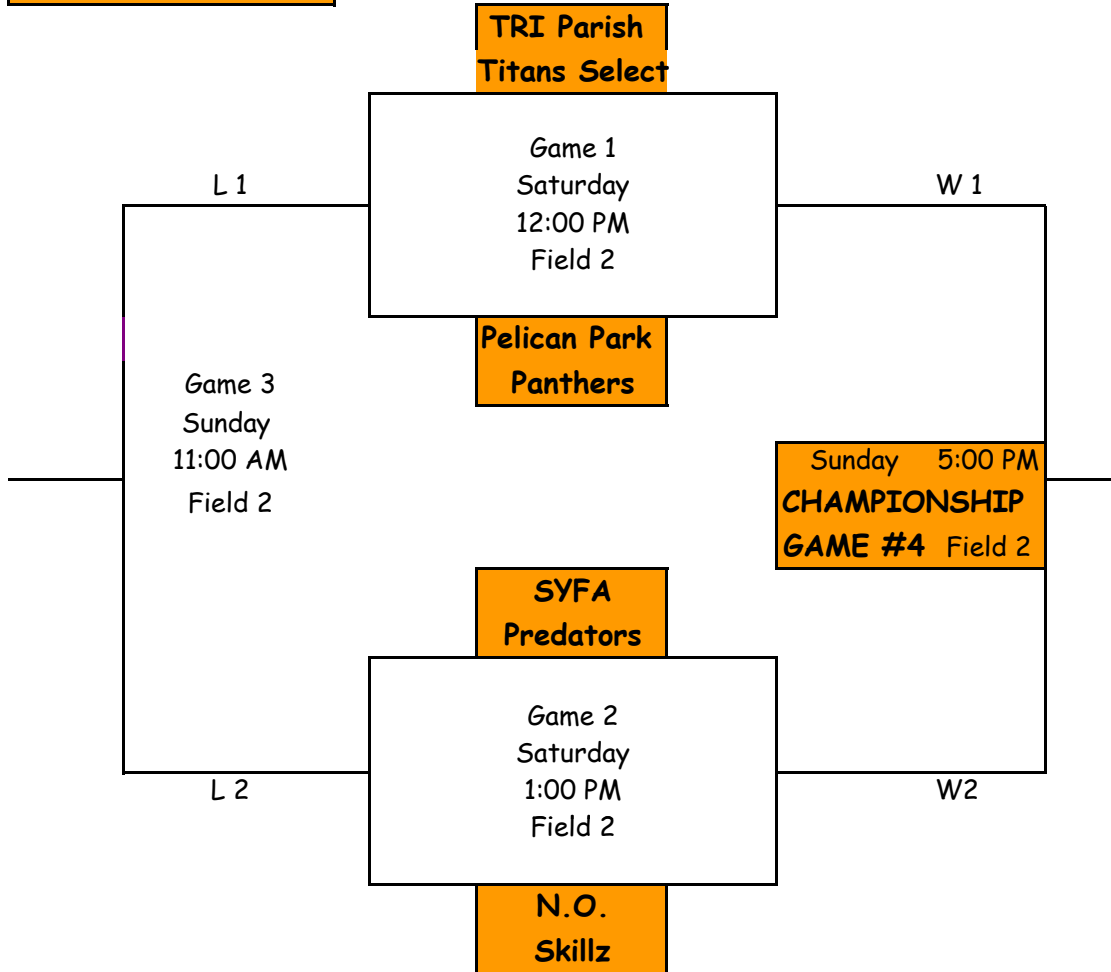 TRI Parish
Titans Select
Game 1
Saturday
12:00 PM
Field 2
L 1
W 1
Pelican Park
Panthers
Game 3
Sunday
11:00 AM
Field 2
Sunday 5:00 PM
CHAMPIONSHIP
GAME #4 Field 2
SYFA
Predators
Game 2
Saturday
1:00 PM
Field 2
L 2
W2
N.O.
Skillz